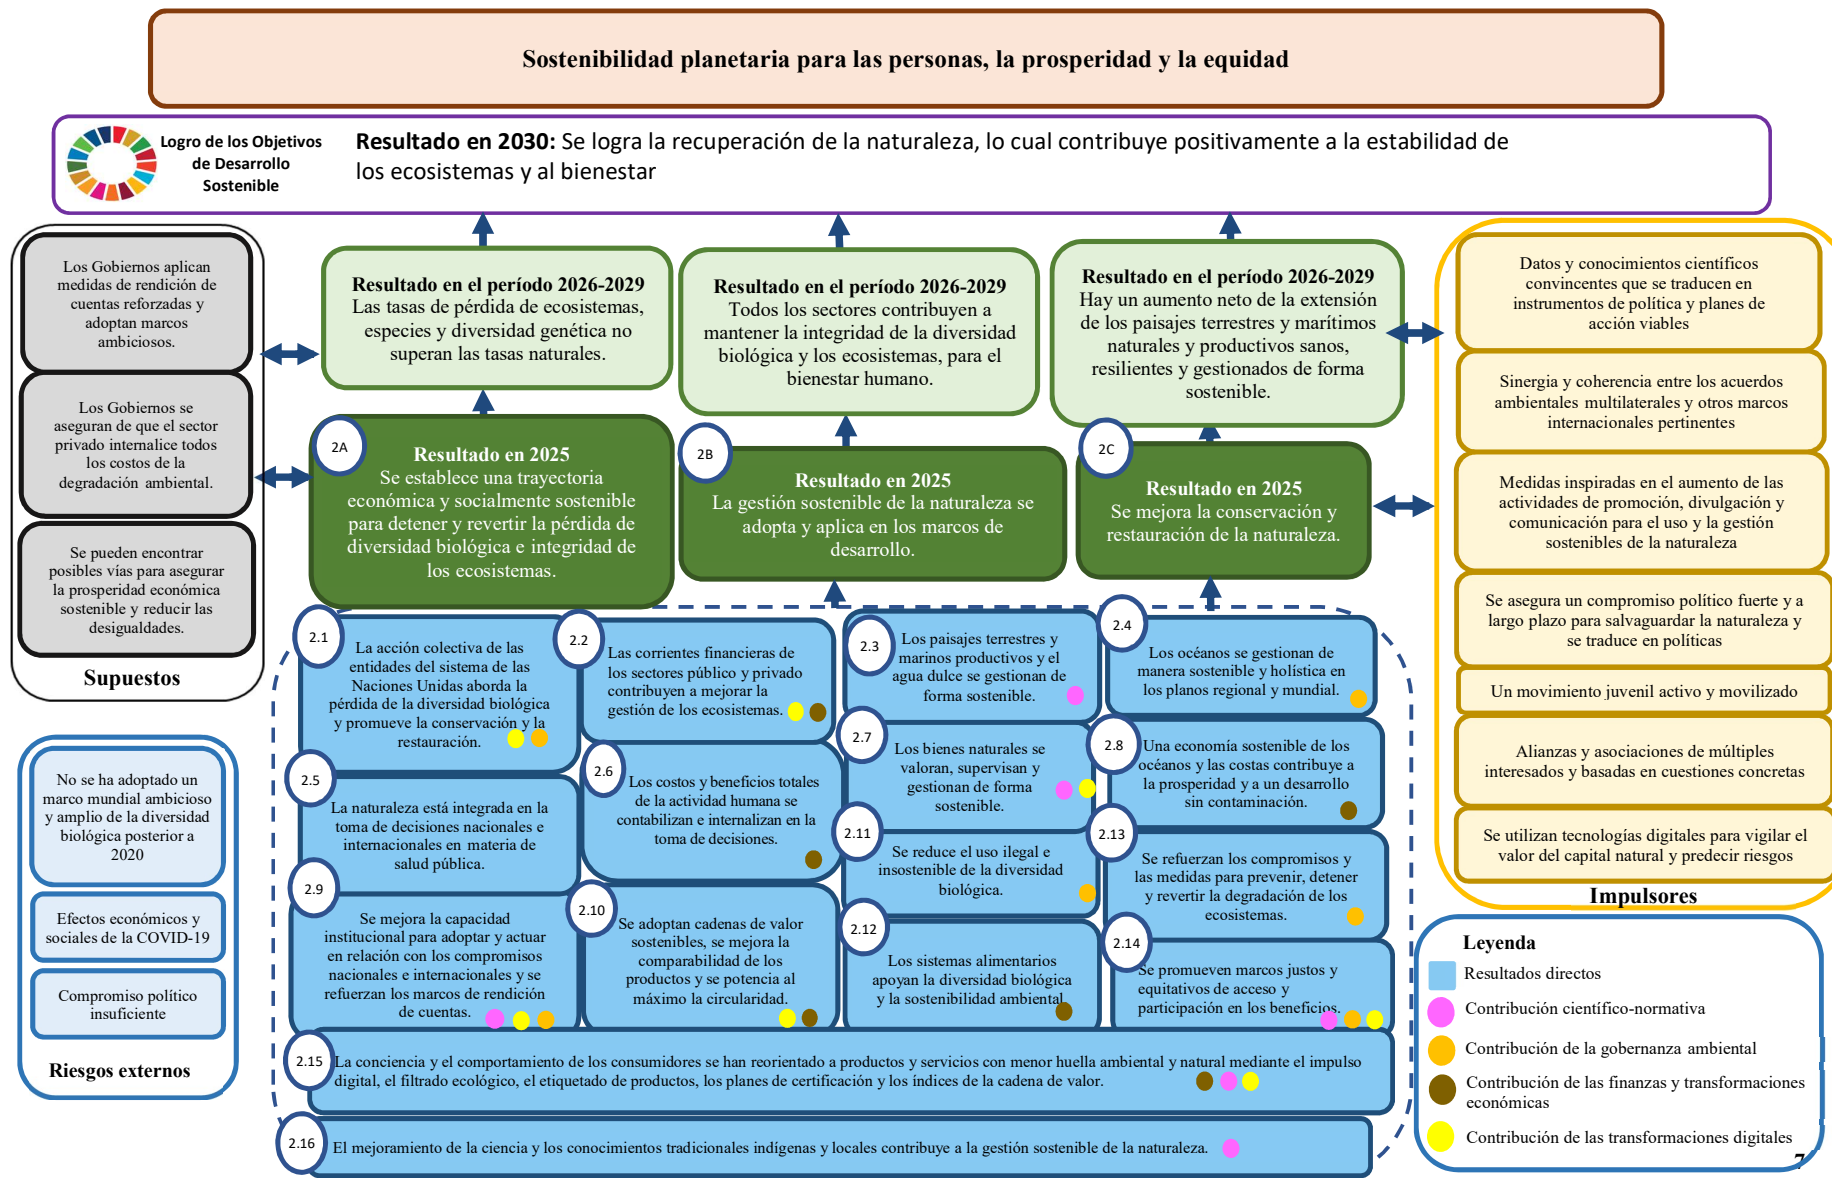 Sostenibilidad planetaria para las personas, la prosperidad y la equidad
Logro de los Objetivos
de Desarrollo
Sostenible
Resultado en 2030: Se logra la recuperación de la naturaleza, lo cual contribuye positivamente a la estabilidad de
los ecosistemas y al bienestar
Los Gobiernos aplican
medidas de rendición de
cuentas reforzadas y
adoptan marcos
ambiciosos.
Los Gobiernos se
aseguran de que el sector
privado internalice todos
los costos de la
degradación ambiental.
Se pueden encontrar
posibles vías para asegurar
la prosperidad económica
sostenible y reducir las
desigualdades.
Supuestos
No se ha adoptado un
marco mundial ambicioso
y amplio de la diversidad
biológica posterior a
2020
Efectos económicos y
sociales de la COVID-19
Compromiso político
insuficiente
Riesgos externos
Resultado en el período 2026-2029
Las tasas de pérdida de ecosistemas,
especies y diversidad genética no
superan las tasas naturales.
Resultado en el período 2026-2029
Todos los sectores contribuyen a
mantener la integridad de la diversidad
biológica y los ecosistemas, para el
bienestar humano.
Resultado en el período 2026-2029
Hay un aumento neto de la extensión
de los paisajes terrestres y marítimos
naturales y productivos sanos,
resilientes y gestionados de forma
sostenible.
2A
Resultado en 2025
Se establece una trayectoria
económica y socialmente sostenible
para detener y revertir la pérdida de
diversidad biológica e integridad de
los ecosistemas.
2B
Resultado en 2025
La gestión sostenible de la naturaleza se
adopta y aplica en los marcos de
desarrollo.
2C
Resultado en 2025
Se mejora la conservación y
restauración de la naturaleza.
2.1
La acción colectiva de las
entidades del sistema de las
Naciones Unidas aborda la
pérdida de la diversidad biológica
y promueve la conservación y la
restauración.
2.2
Las corrientes financieras de
los sectores público y privado
contribuyen a mejorar la
gestión de los ecosistemas.
2.3
Los paisajes terrestres y
marinos productivos y el
agua dulce se gestionan de
forma sostenible.
2.4
Los océanos se gestionan de
manera sostenible y holística en
los planos regional y mundial.
2.5
La naturaleza está integrada en la
toma de decisiones nacionales e
internacionales en materia de
salud pública.
2.6
Los costos y beneficios totales
de la actividad humana se
contabilizan e internalizan en la
toma de decisiones.
2.7
Los bienes naturales se
valoran, supervisan y
gestionan de forma
sostenible.
2.8
Una economía sostenible de los
océanos y las costas contribuye a
la prosperidad y a un desarrollo
sin contaminación.
2.9
Se mejora la capacidad
institucional para adoptar y actuar
en relación con los compromisos
nacionales e internacionales y se
refuerzan los marcos de rendición
de cuentas.
2.10
Se adoptan cadenas de valor
sostenibles, se mejora la
comparabilidad de los
productos y se potencia al
máximo la circularidad.
2.11
Se reduce el uso ilegal e
insostenible de la diversidad
biológica.
2.12
Los sistemas alimentarios
apoyan la diversidad biológica
y la sostenibilidad ambiental
2.13
Se refuerzan los compromisos y
las medidas para prevenir, detener
y revertir la degradación de los
ecosistemas.
2.14
Se promueven marcos justos y
equitativos de acceso y
participación en los beneficios.
2.15
La conciencia y el comportamiento de los consumidores se han reorientado a productos y servicios con menor huella ambiental y natural mediante el impulso
digital, el filtrado ecológico, el etiquetado de productos, los planes de certificación y los índices de la cadena de valor.
2.16
El mejoramiento de la ciencia y los conocimientos tradicionales indígenas y locales contribuye a la gestión sostenible de la naturaleza.
Datos y conocimientos científicos
convincentes que se traducen en
instrumentos de política y planes de
acción viables
Sinergia y coherencia entre los acuerdos
ambientales multilaterales y otros marcos
internacionales pertinentes
Medidas inspiradas en el aumento de las
actividades de promoción, divulgación y
comunicación para el uso y la gestión
sostenibles de la naturaleza
Se asegura un compromiso político fuerte y a
largo plazo para salvaguardar la naturaleza y
se traduce en políticas
Un movimiento juvenil activo y movilizado
Alianzas y asociaciones de múltiples
interesados y basadas en cuestiones concretas
Se utilizan tecnologías digitales para vigilar el
valor del capital natural y predecir riesgos
Impulsores
Leyenda
Resultados directos
Contribución científico-normativa
Contribución de la gobernanza ambiental
Contribución de las finanzas y transformaciones
económicas
Contribución de las transformaciones digitales
7